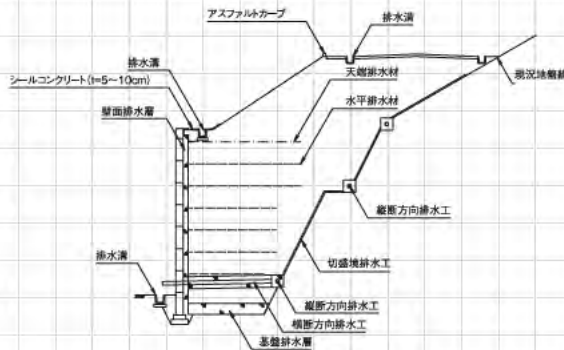 アスファルトカーブ
排水溝
排水溝
天端排水材
現況地盤線
シールコンクリート(t=5〜10cm)
水平排水材
壁面排水層
縦断方向排水工
排水溝
切盛境排水工
縦断方向排水工
横断方向排水工
基盤排水層